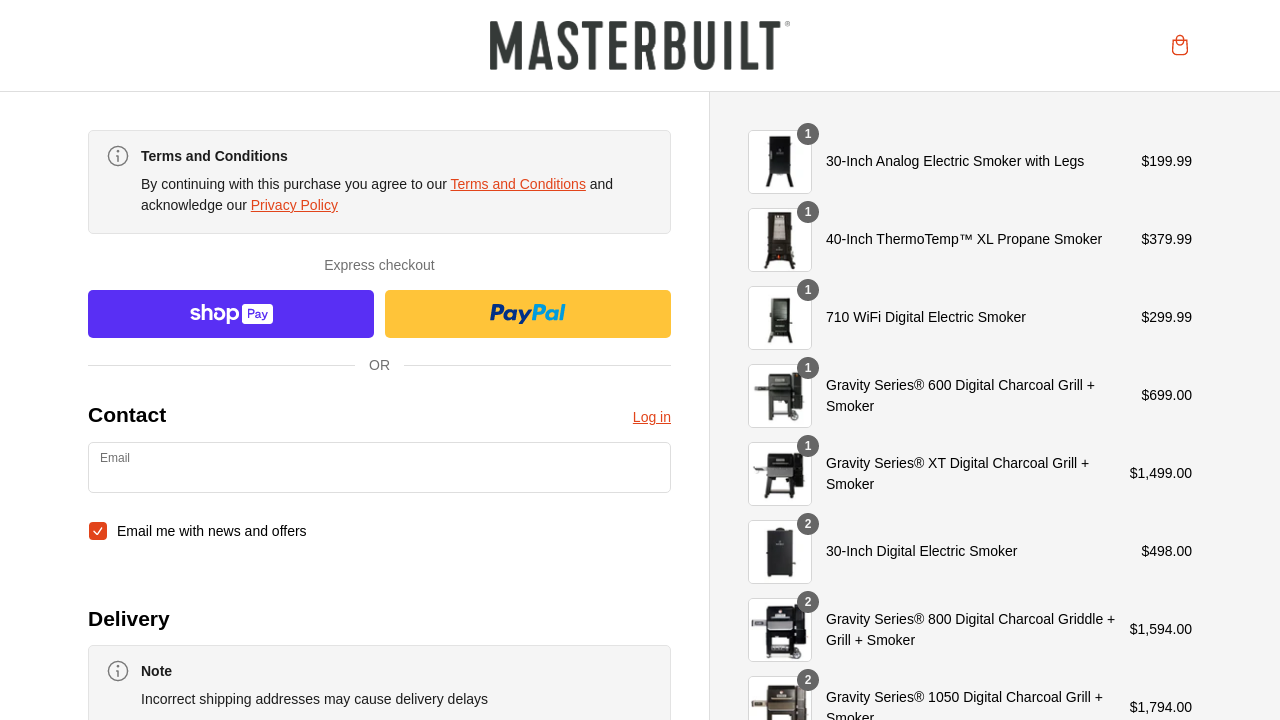 MASTERBUILT®
Terms and Conditions
By continuing with this purchase you agree to our Terms and Conditions and
acknowledge our Privacy Policy
Express checkout
shop Pay
PayPal
OR
Contact
Log in
Email
Email me with news and offers
Delivery
Note
Incorrect shipping addresses may cause delivery delays
1
30-Inch Analog Electric Smoker with Legs
$199.99
1
40-Inch ThermoTemp™ XL Propane Smoker
$379.99
1
710 WiFi Digital Electric Smoker
$299.99
1
Gravity Series® 600 Digital Charcoal Grill +
Smoker
$699.00
1
Gravity Series® XT Digital Charcoal Grill +
Smoker
$1,499.00
2
30-Inch Digital Electric Smoker
$498.00
2
Gravity Series® 800 Digital Charcoal Griddle +
Grill + Smoker
$1,594.00
2
Gravity Series® 1050 Digital Charcoal Grill +
Smoker
$1,794.00